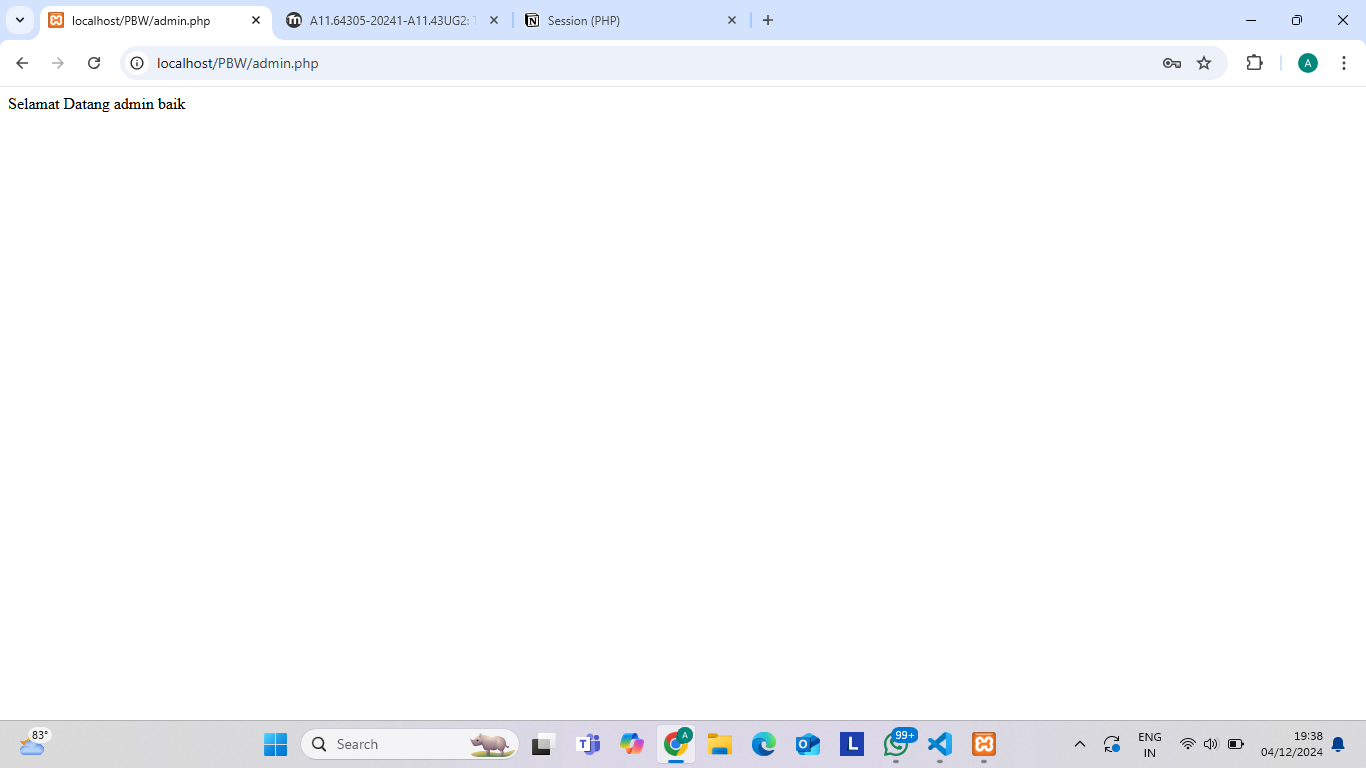 localhost/PBW/admin.php
A11.64305-20241-A11.43UG2:
Session (PHP)
localhost/PBW/admin.php
A
Selamat Datang admin baik
83°
Search
A
L
99+
ENG
IN
19:38
04/12/2024